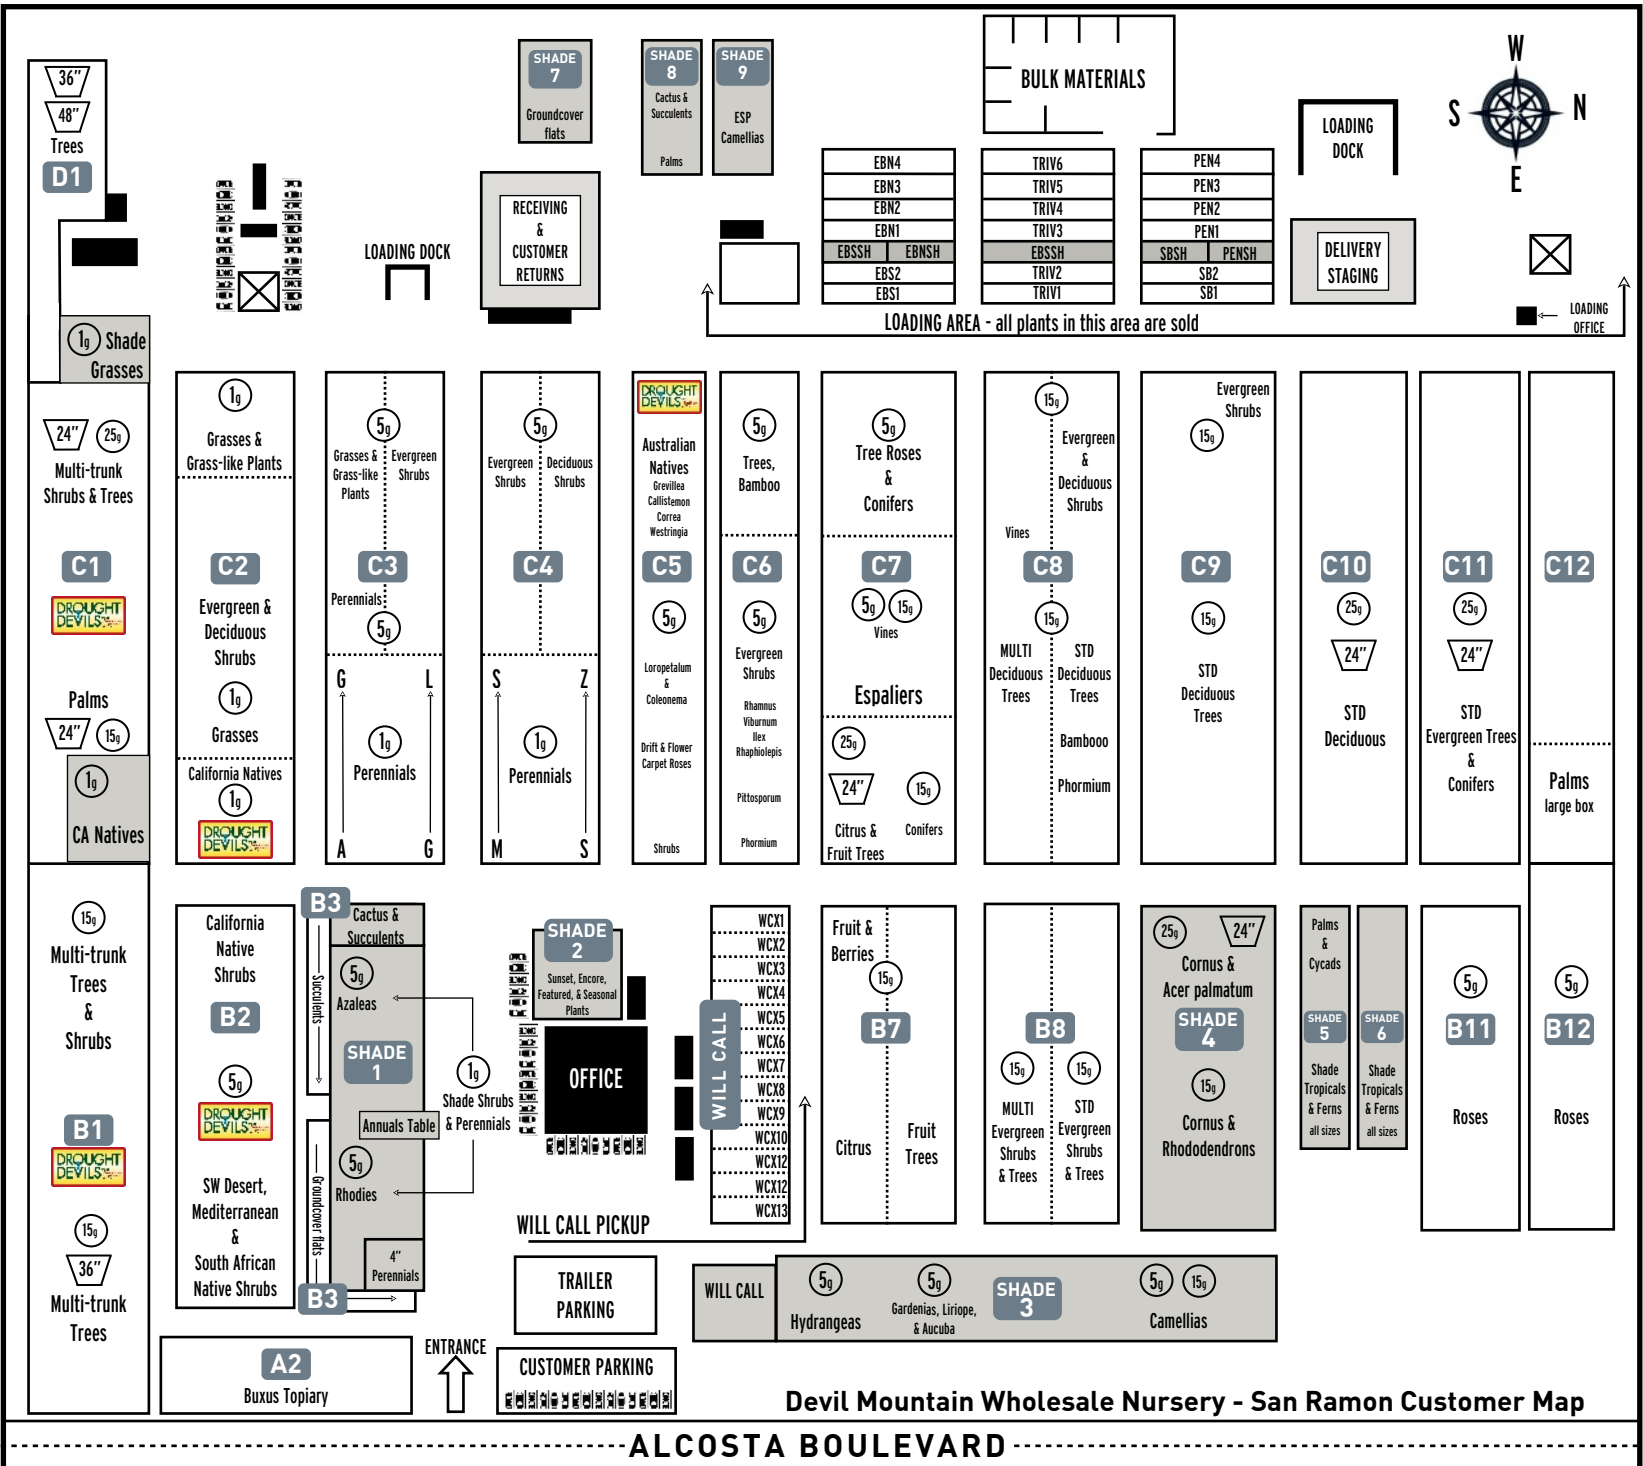 36"
48"
Trees
D1
SHADE
7
Groundcover
flats
SHADE
8
Cactus &
Succulents
Palms
SHADE
9
ESP
Camellias
BULK MATERIALS
LOADING
DOCK
W
S
N
E
LOADING DOCK
RECEIVING
&
CUSTOMER
RETURNS
EBN4
EBN3
EBN2
EBN1
EBSSH
EBNSH
EBS2
EBS1
TRIV6
TRIV5
TRIV4
TRIV3
EBSSH
TRIV2
TRIV1
PEN4
PEN3
PEN2
PEN1
SBSH
PENSH
SB2
SB1
DELIVERY
STAGING
LOADING
OFFICE
LOADING AREA - all plants in this area are sold
1g Shade
Grasses
24" 25g
Multi-trunk
Shrubs & Trees
C1
DROUGHT
DEVILS
Palms
24" 15g
1g
CA Natives
1g
Grasses &
Grass-like Plants
C2
Evergreen &
Deciduous
Shrubs
1g
Grasses
California Natives
1g
DROUGHT
DEVILS
5g
Grasses &
Grass-like
Plants
Evergreen
Shrubs
C3
Perennials
5g
G
L
1g
Perennials
A
G
5g
Evergreen
Shrubs
Deciduous
Shrubs
C4
S
Z
1g
Perennials
M
S
DROUGHT
DEVILS
Australian
Natives
Grevillea
Callistemon
Correa
Westringia
C5
5g
Loropetalum
&
Coleonema
Drift & Flower
Carpet Roses
Shrubs
5g
Trees,
Bamboo
C6
5g
Evergreen
Shrubs
Rhamnus
Viburnum
Ilex
Rhaphiolepis
Pittosporum
Phormium
5g
Tree Roses
&
Conifers
C7
5g 15g
Vines
Espaliers
25g
24"
Citrus &
Fruit Trees
15g
Conifers
15g
Evergreen
&
Deciduous
Shrubs
Vines
C8
15g
MULTI
Deciduous
Trees
STD
Deciduous
Trees
Bambooo
Phormium
Evergreen
Shrubs
15g
C9
15g
STD
Deciduous
Trees
C10
25g
24"
STD
Deciduous
C11
25g
24"
STD
Evergreen Trees
&
Conifers
C12
Palms
large box
15g
Multi-trunk
Trees
&
Shrubs
B1
DROUGHT
DEVILS
15g
36"
Multi-trunk
Trees
California
Native
Shrubs
B2
5g
DROUGHT
DEVILS
SW Desert,
Mediterranean
&
South African
Native Shrubs
B3
Succulents
Groundcover flats
B3
Cactus &
Succulents
5g
Azaleas
SHADE
1
Annuals Table
5g
Rhodies
4"
Perennials
1g
Shade Shrubs
& Perennials
SHADE
2
Sunset, Encore,
Featured, & Seasonal
Plants
OFFICE
WILL CALL
WCX1
WCX2
WCX3
WCX4
WCX5
WCX6
WCX7
WCX8
WCX9
WCX10
WCX12
WCX12
WCX13
WILL CALL PICKUP
Fruit &
Berries
15g
B7
Citrus
Fruit
Trees
B8
15g
MULTI
Evergreen
Shrubs
& Trees
15g
STD
Evergreen
Shrubs
& Trees
25g 24"
Cornus &
Acer palmatum
SHADE
4
15g
Cornus &
Rhododendrons
Palms
&
Cycads
SHADE
5
Shade
Tropicals
& Ferns
all sizes
SHADE
6
Shade
Tropicals
& Ferns
all sizes
5g
B11
Roses
5g
B12
Roses
TRAILER
PARKING
WILL CALL
5g
Hydrangeas
5g
Gardenias, Liriope,
& Aucuba
SHADE
3
5g 15g
Camellias
A2
Buxus Topiary
ENTRANCE
CUSTOMER PARKING
Devil Mountain Wholesale Nursery - San Ramon Customer Map
ALCOSTA BOULEVARD